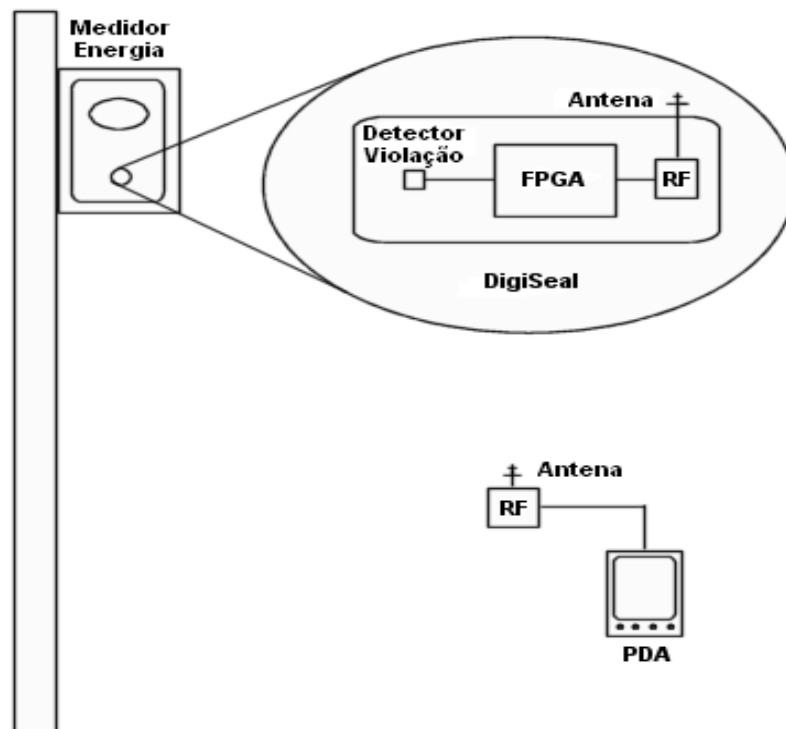 Medidor
Energia
Antena
Detector
Violação
FPGA
RF
DigiSeal
Antena
RF
PDA